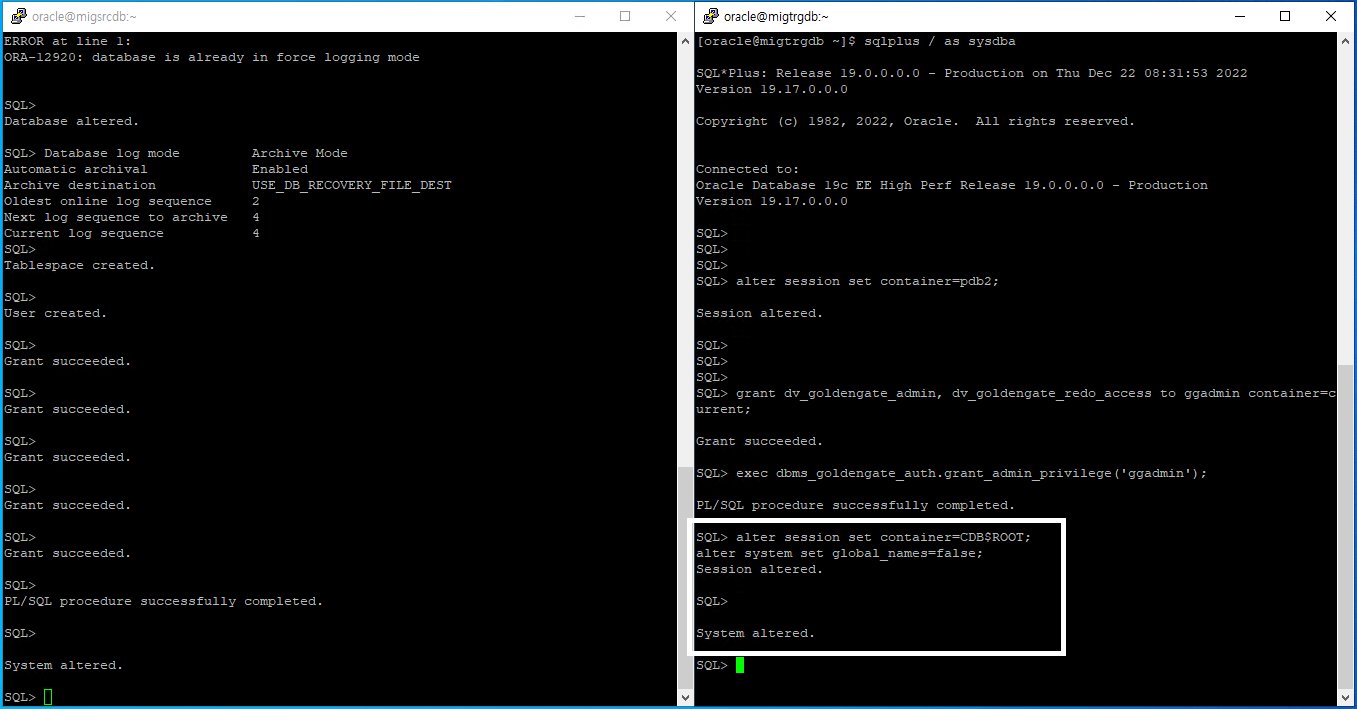 oracle@migsrcdb:~
ERROR at line 1:
ORA-12920: database is already in force logging mode
SQL>
Database altered.
SQL> Database log mode Archive Mode
Automatic archival Enabled
Archive destination USE_DB_RECOVERY_FILE_DEST
Oldest online log sequence 2
Next log sequence to archive 4
Current log sequence 4
SQL>
Tablespace created.
SQL>
User created.
SQL>
Grant succeeded.
SQL>
Grant succeeded.
SQL>
Grant succeeded.
SQL>
Grant succeeded.
SQL>
Grant succeeded.
SQL>
PL/SQL procedure successfully completed.
SQL>
System altered.
SQL>
oracle@migtrgdb:~
[oracle@migtrgdb ~]$ sqlplus / as sysdba
SQL*Plus: Release 19.0.0.0.0 - Production on Thu Dec 22 08:31:53 2022
Version 19.17.0.0.0
Copyright (c) 1982, 2022, Oracle.  All rights reserved.
Connected to:
Oracle Database 19c EE High Perf Release 19.0.0.0.0 - Production
Version 19.17.0.0.0
SQL>
SQL>
SQL>
SQL> alter session set container=pdb2;
Session altered.
SQL>
SQL>
SQL>
SQL> grant dv_goldengate_admin, dv_goldengate_redo_access to ggadmin container=c
urrent;
Grant succeeded.
SQL> exec dbms_goldengate_auth.grant_admin_privilege('ggadmin');
PL/SQL procedure successfully completed.
SQL> alter session set container=CDB$ROOT;
alter system set global_names=false;
Session altered.
SQL>
System altered.
SQL>